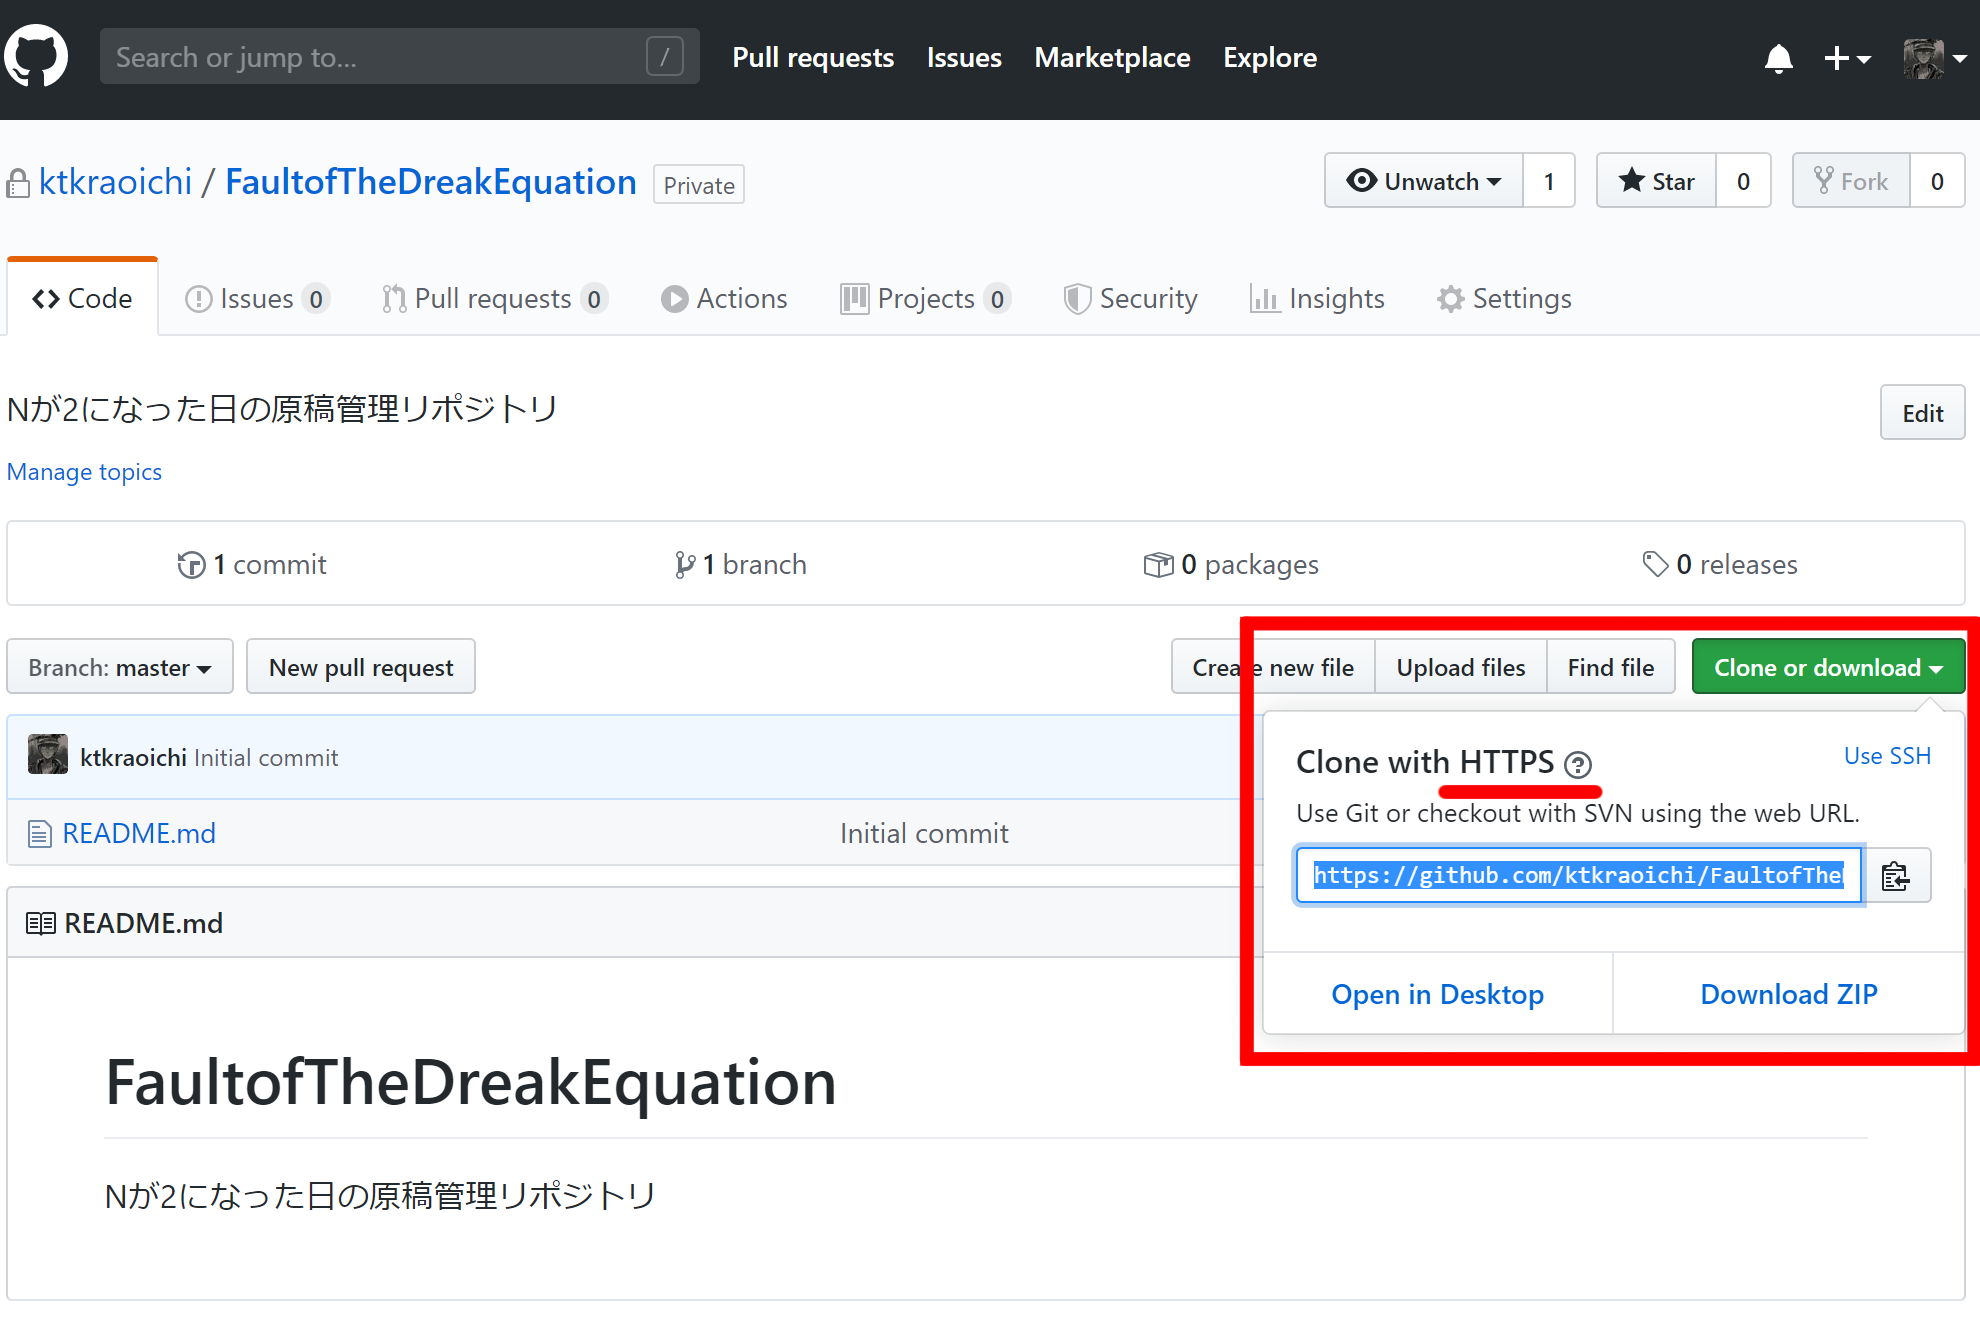 Search or jump to... / Pull requests Issues Marketplace Explore
ktkraoichi / FaultofTheDreakEquation Private Unwatch 1 Star 0 Fork 0
Code Issues 0 Pull requests 0 Actions Projects 0 Security Insights Settings
Nが2になった日の原稿管理リポジトリ Edit
Manage topics
1 commit 1 branch 0 packages 0 releases
Branch: master New pull request Create new file Upload files Find file Clone or download
ktkraoichi Initial commit
Clone with HTTPS ? Use SSH
Use Git or checkout with SVN using the web URL.
README.md Initial commit
https://github.com/ktkraoichi/FaultofThe
README.md
Open in Desktop Download ZIP
FaultofTheDreakEquation
Nが2になった日の原稿管理リポジトリ